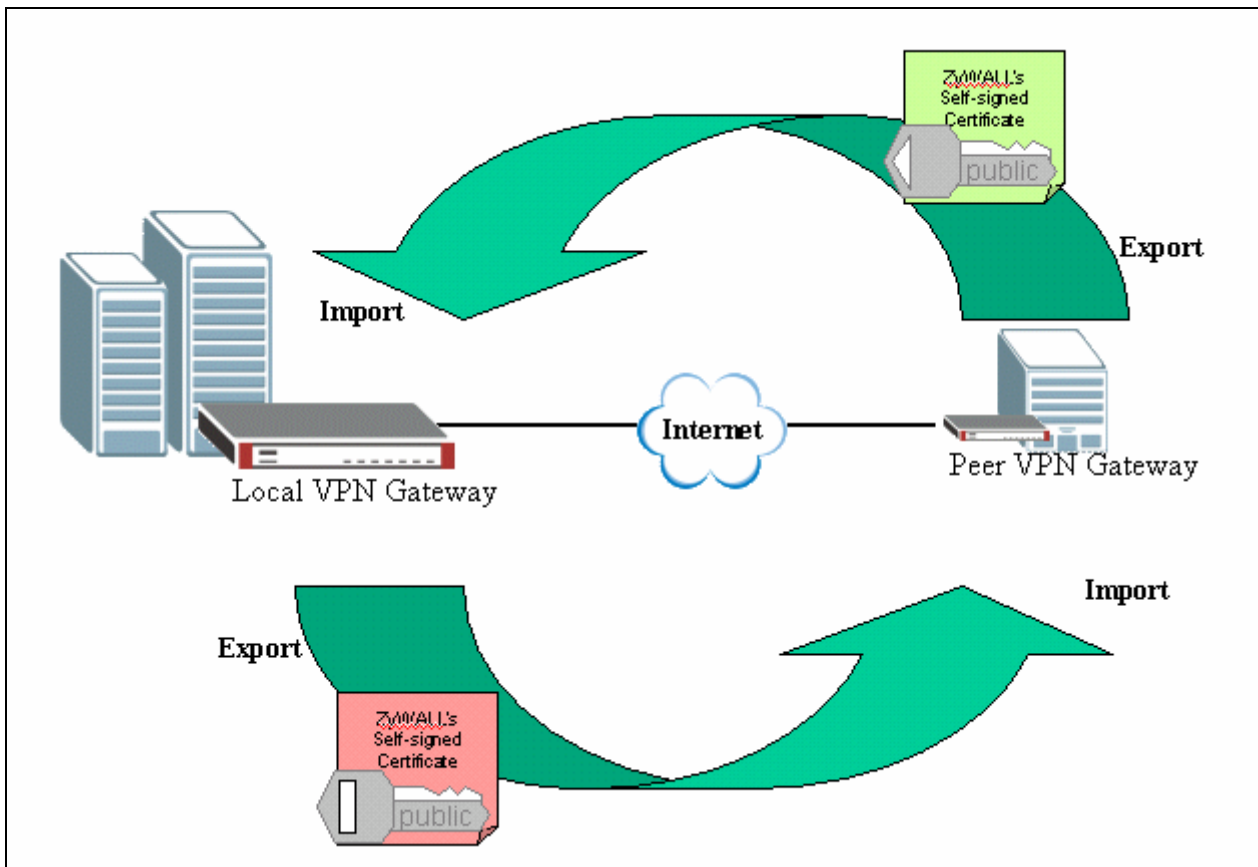 ZyWALL's
Self-signed
Certificate
public
Export
Import
Internet
Local VPN Gateway
Peer VPN Gateway
Import
Export
ZyWALL's
Self-signed
Certificate
public